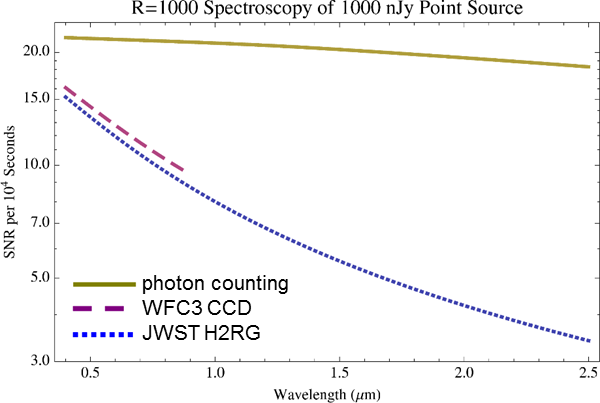 R=1000 Spectroscopy of 1000 nJy Point Source
SNR per 10⁴ Seconds
20.0
15.0
10.0
7.0
5.0
3.0
photon counting
WFC3 CCD
JWST H2RG
0.5
1.0
1.5
2.0
2.5
Wavelength (μm)